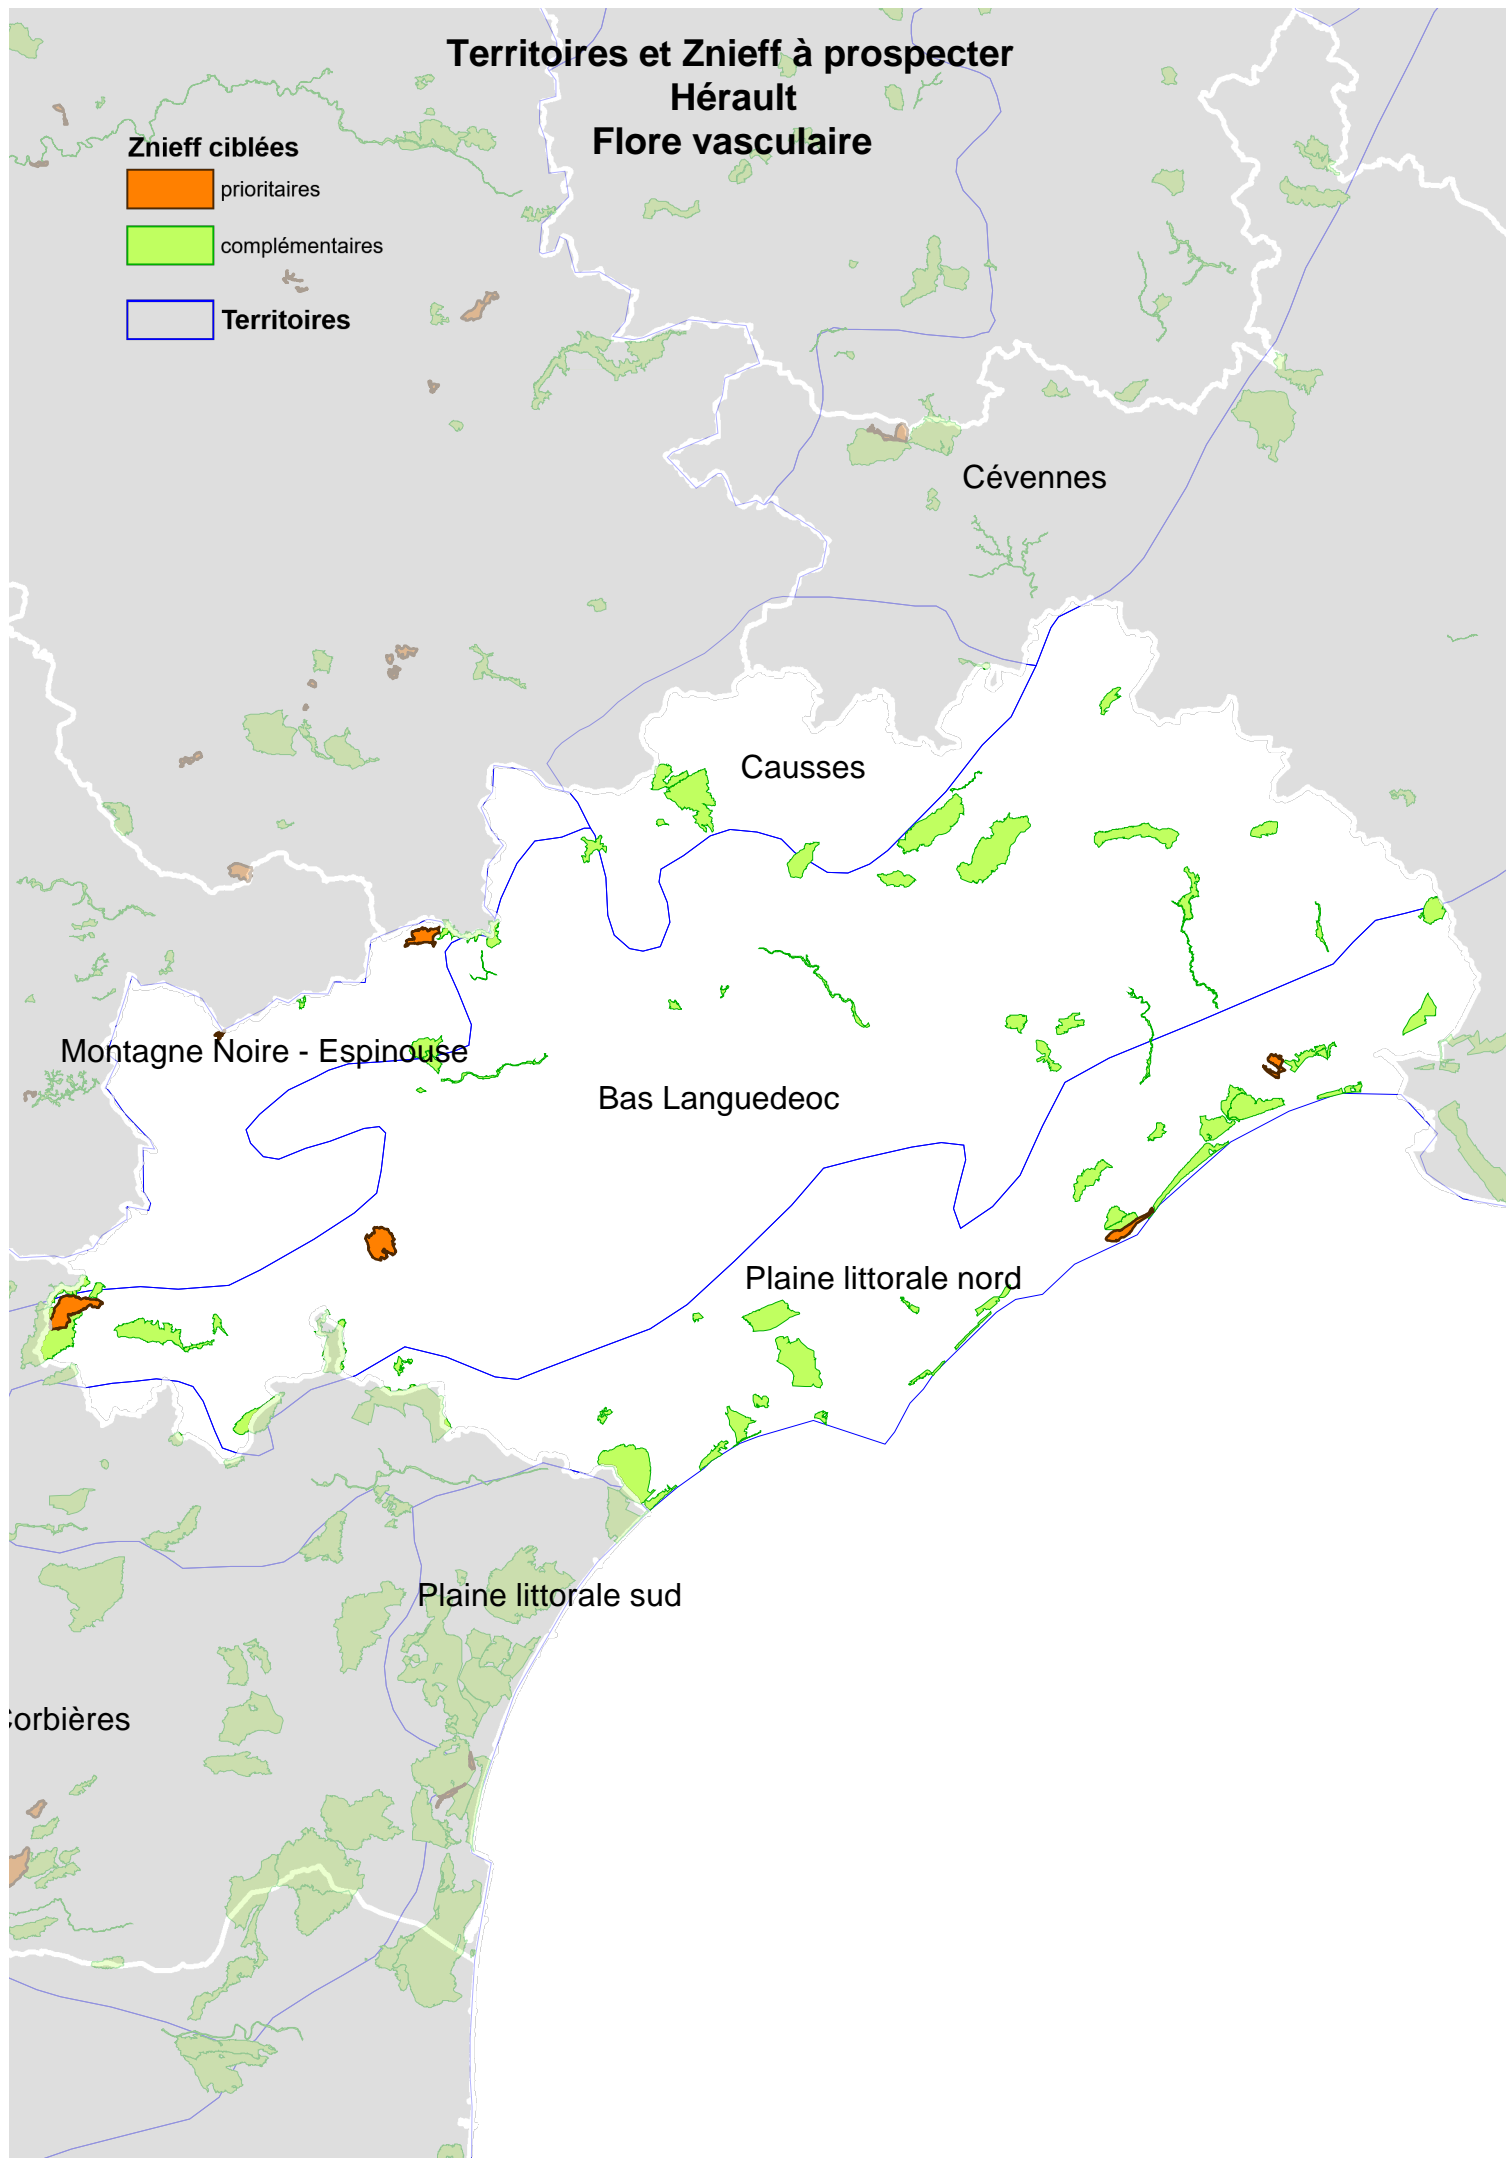 Territoires et Znieff à prospecter
Hérault
Flore vasculaire
Znieff ciblées
prioritaires
complémentaires
Territoires
Cévennes
Causses
Montagne Noire - Espinouse
Bas Languedeoc
Plaine littorale nord
Plaine littorale sud
orbières